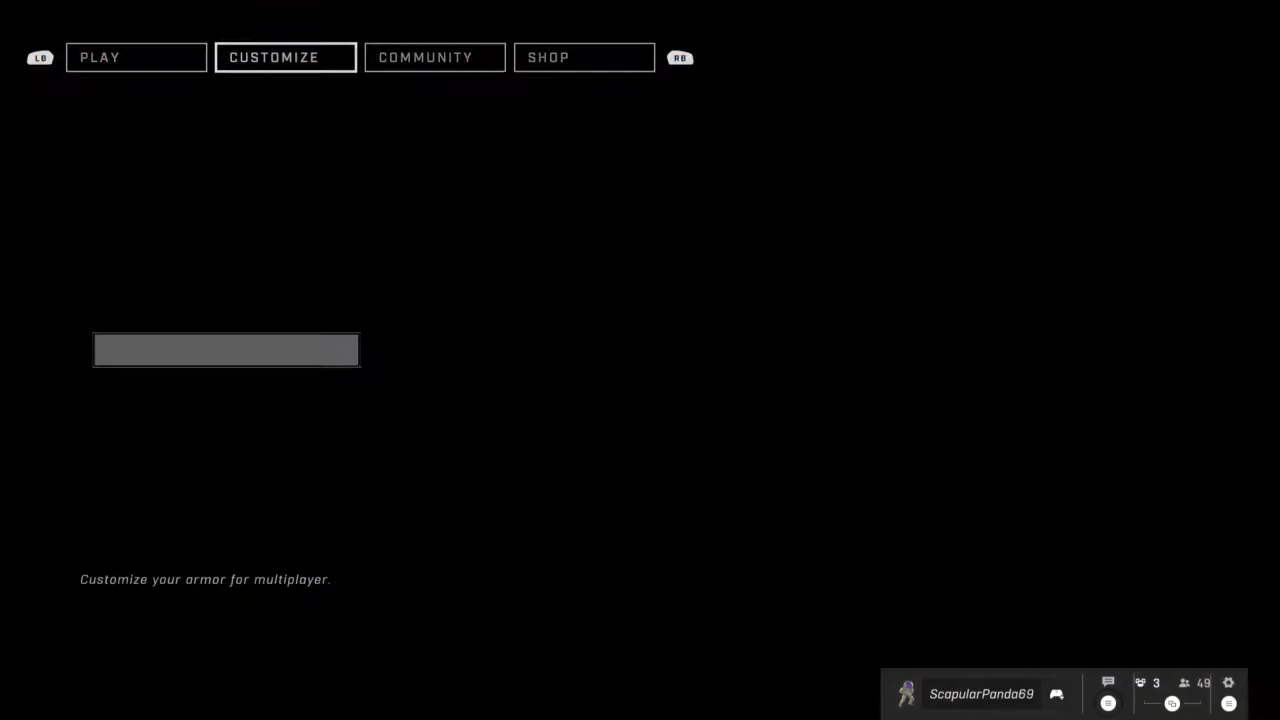 LB PLAY CUSTOMIZE COMMUNITY SHOP RB
Customize your armor for multiplayer.
ScapularPanda69 3 49